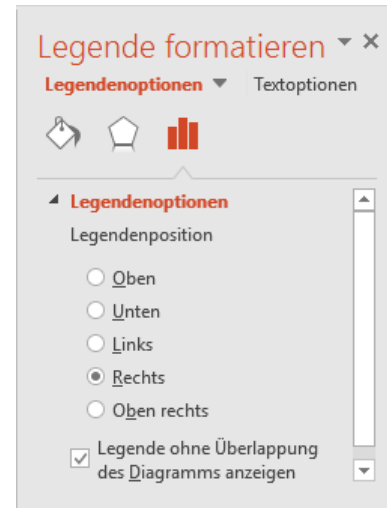 Legende formatieren
Legendenoptionen Textoptionen
Legendenoptionen
Legendenposition
Oben
Unten
Links
Rechts
Oben rechts
Legende ohne Überlappung
des Diagramms anzeigen